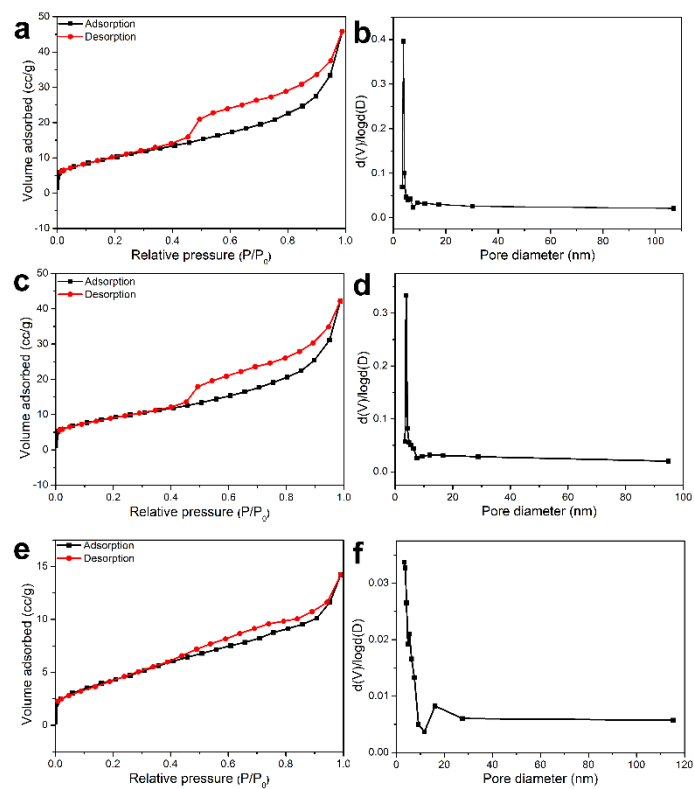 a
Adsorption
Desorption
Volume adsorbed (cc/g)
50
40
30
20
10
0
-10
0.0
0.2
0.4
0.6
0.8
1.0
Relative pressure (P/P₀)
b
d(V)/logd(D)
0.4
0.3
0.2
0.1
0.0
0
20
40
60
80
100
Pore diameter (nm)
c
Adsorption
Desorption
Volume adsorbed (cc/g)
50
40
30
20
10
0
-10
0.0
0.2
0.4
0.6
0.8
1.0
Relative pressure (P/P₀)
d
d(V)/logd(D)
0.3
0.2
0.1
0.0
0
20
40
60
80
100
Pore diameter (nm)
e
Adsorption
Desorption
Volume adsorbed (cc/g)
15
10
5
0
0.0
0.2
0.4
0.6
0.8
1.0
Relative pressure (P/P₀)
f
d(V)/logd(D)
0.03
0.02
0.01
0.00
0
20
40
60
80
100
120
Pore diameter (nm)